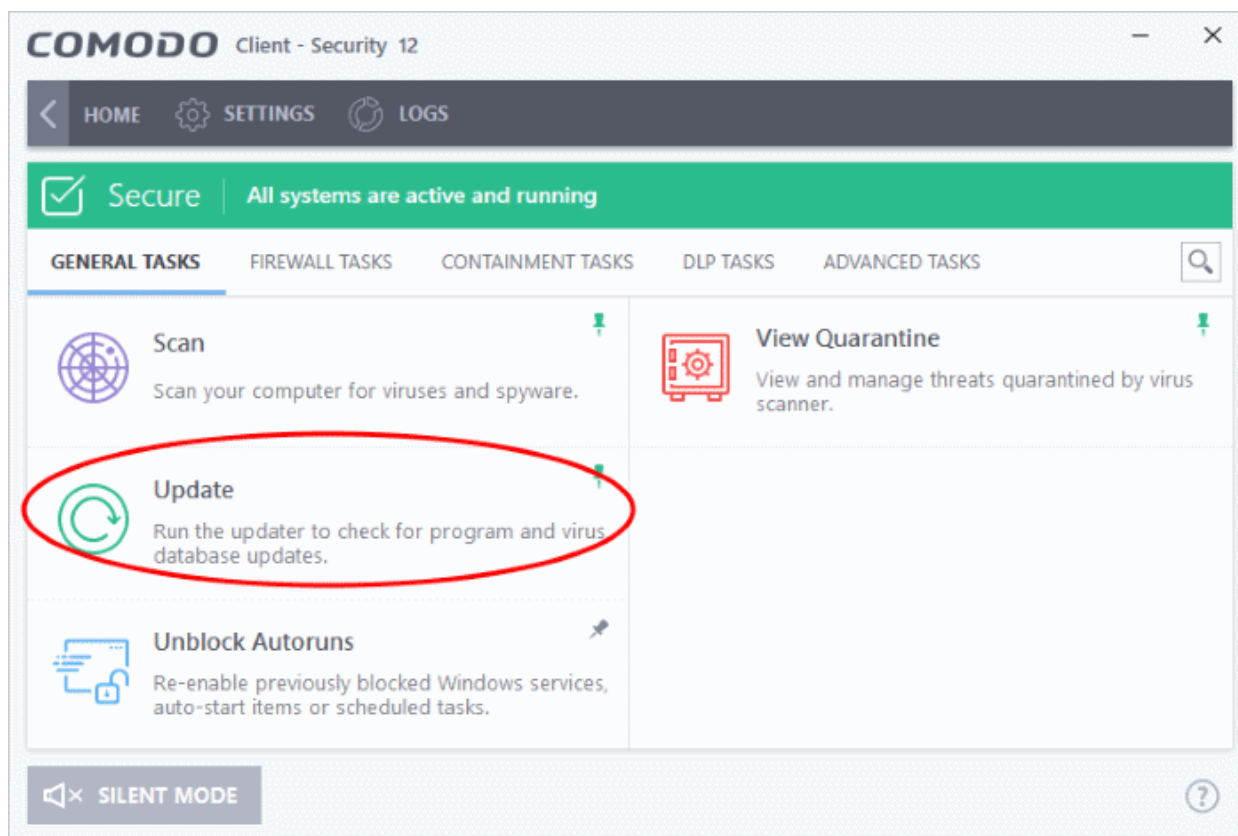 COMODO Client - Security 12
HOME SETTINGS LOGS
Secure All systems are active and running
GENERAL TASKS FIREWALL TASKS CONTAINMENT TASKS DLP TASKS ADVANCED TASKS
Scan
Scan your computer for viruses and spyware.
View Quarantine
View and manage threats quarantined by virus
scanner.
Update
Run the updater to check for program and virus
database updates.
Unblock Autoruns
Re-enable previously blocked Windows services,
auto-start items or scheduled tasks.
SILENT MODE
?